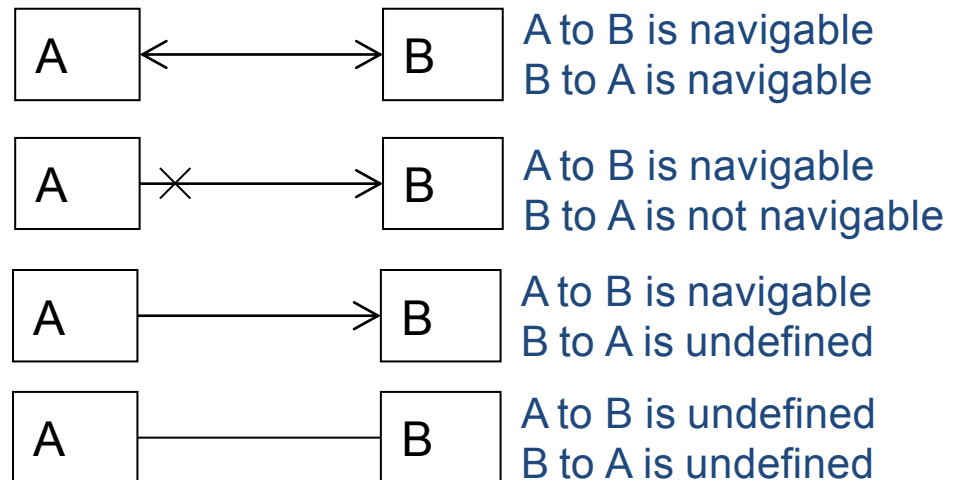 A B A to B is navigable
B to A is navigable
A B A to B is navigable
B to A is not navigable
A B A to B is navigable
B to A is undefined
A B A to B is undefined
B to A is undefined